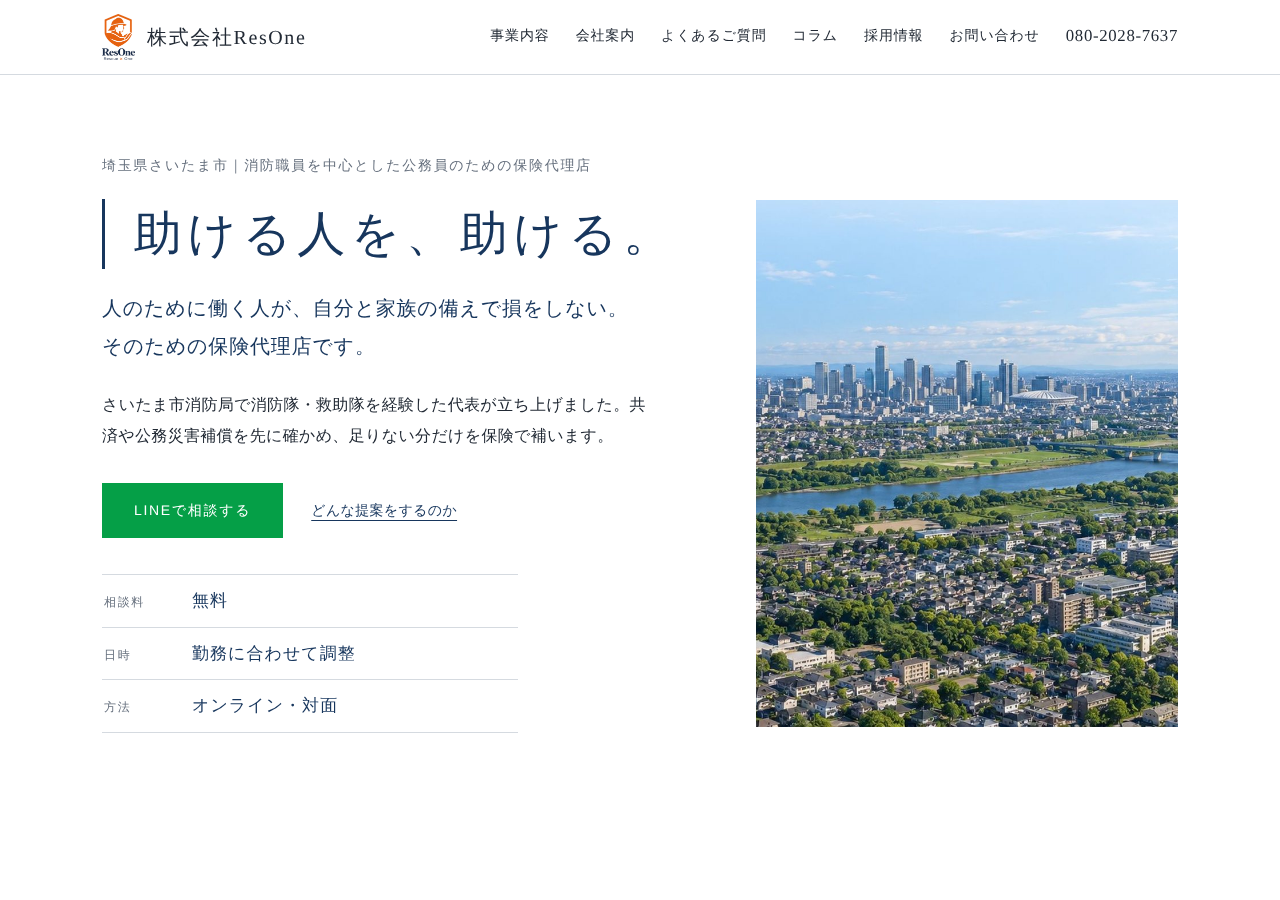 ResOne
Rescue × One
株式会社ResOne
事業内容
会社案内
よくあるご質問
コラム
採用情報
お問い合わせ
080-2028-7637
埼玉県さいたま市｜消防職員を中心とした公務員のための保険代理店
助ける人を、助ける。
人のために働く人が、自分と家族の備えで損をしない。
そのための保険代理店です。
さいたま市消防局で消防隊・救助隊を経験した代表が立ち上げました。共
済や公務災害補償を先に確かめ、足りない分だけを保険で補います。
LINEで相談する
どんな提案をするのか
相談料 無料
日時 勤務に合わせて調整
方法 オンライン・対面